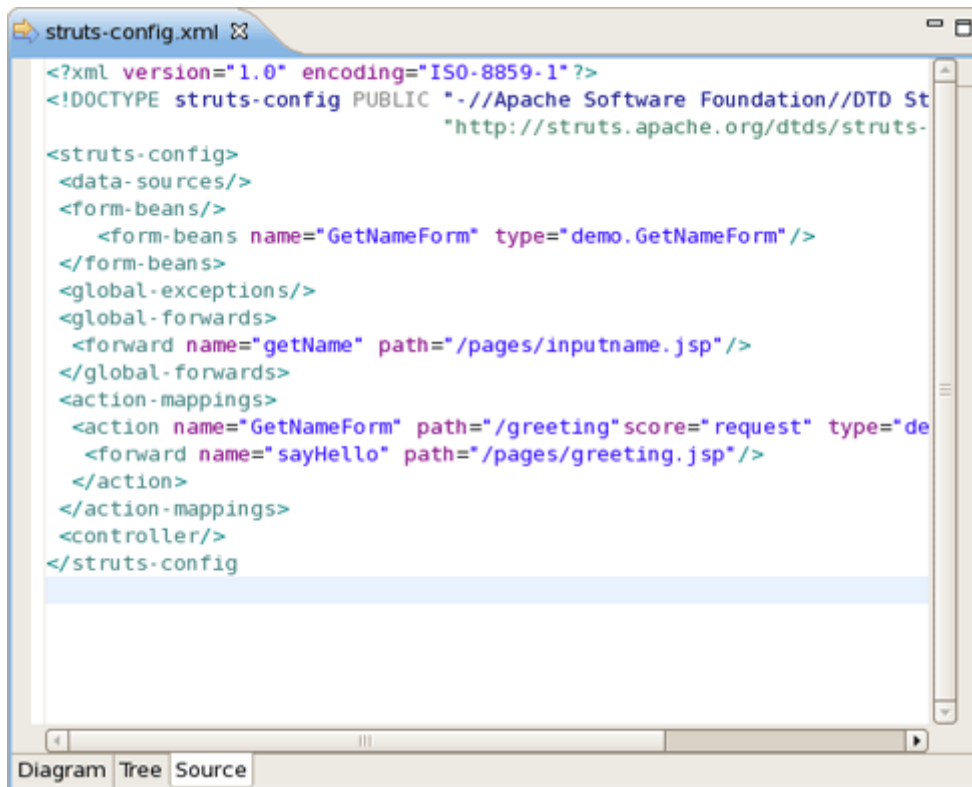 struts-config.xml
<?xml version="1.0" encoding="ISO-8859-1"?>
<!DOCTYPE struts-config PUBLIC "-//Apache Software Foundation//DTD St
"http://struts.apache.org/dtds/struts-
<struts-config>
<data-sources/>
<form-beans/>
<form-beans name="GetNameForm" type="demo.GetNameForm"/>
</form-beans>
<global-exceptions/>
<global-forwards>
<forward name="getName" path="/pages/inputname.jsp"/>
</global-forwards>
<action-mappings>
<action name="GetNameForm" path="/greeting"score="request" type="de
<forward name="sayHello" path="/pages/greeting.jsp"/>
</action>
</action-mappings>
<controller/>
</struts-config
Diagram Tree Source